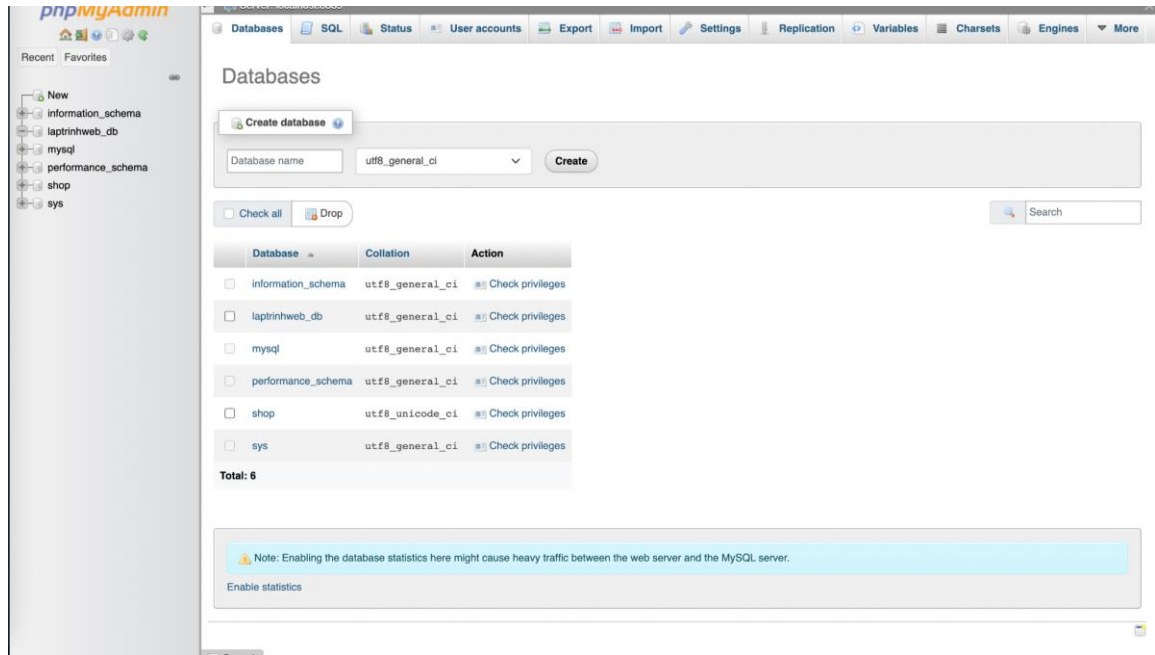 phpMyAdmin
Recent Favorites
New
information_schema
laptrinhweb_db
mysql
performance_schema
shop
sys
Databases SQL Status User accounts Export Import Settings Replication Variables Charsets Engines More
Databases
Create database
Database name utf8_general_ci Create
Check all Drop Search
Database Collation Action
information_schema utf8_general_ci Check privileges
laptrinhweb_db utf8_general_ci Check privileges
mysql utf8_general_ci Check privileges
performance_schema utf8_general_ci Check privileges
shop utf8_unicode_ci Check privileges
sys utf8_general_ci Check privileges
Total: 6
Note: Enabling the database statistics here might cause heavy traffic between the web server and the MySQL server.
Enable statistics